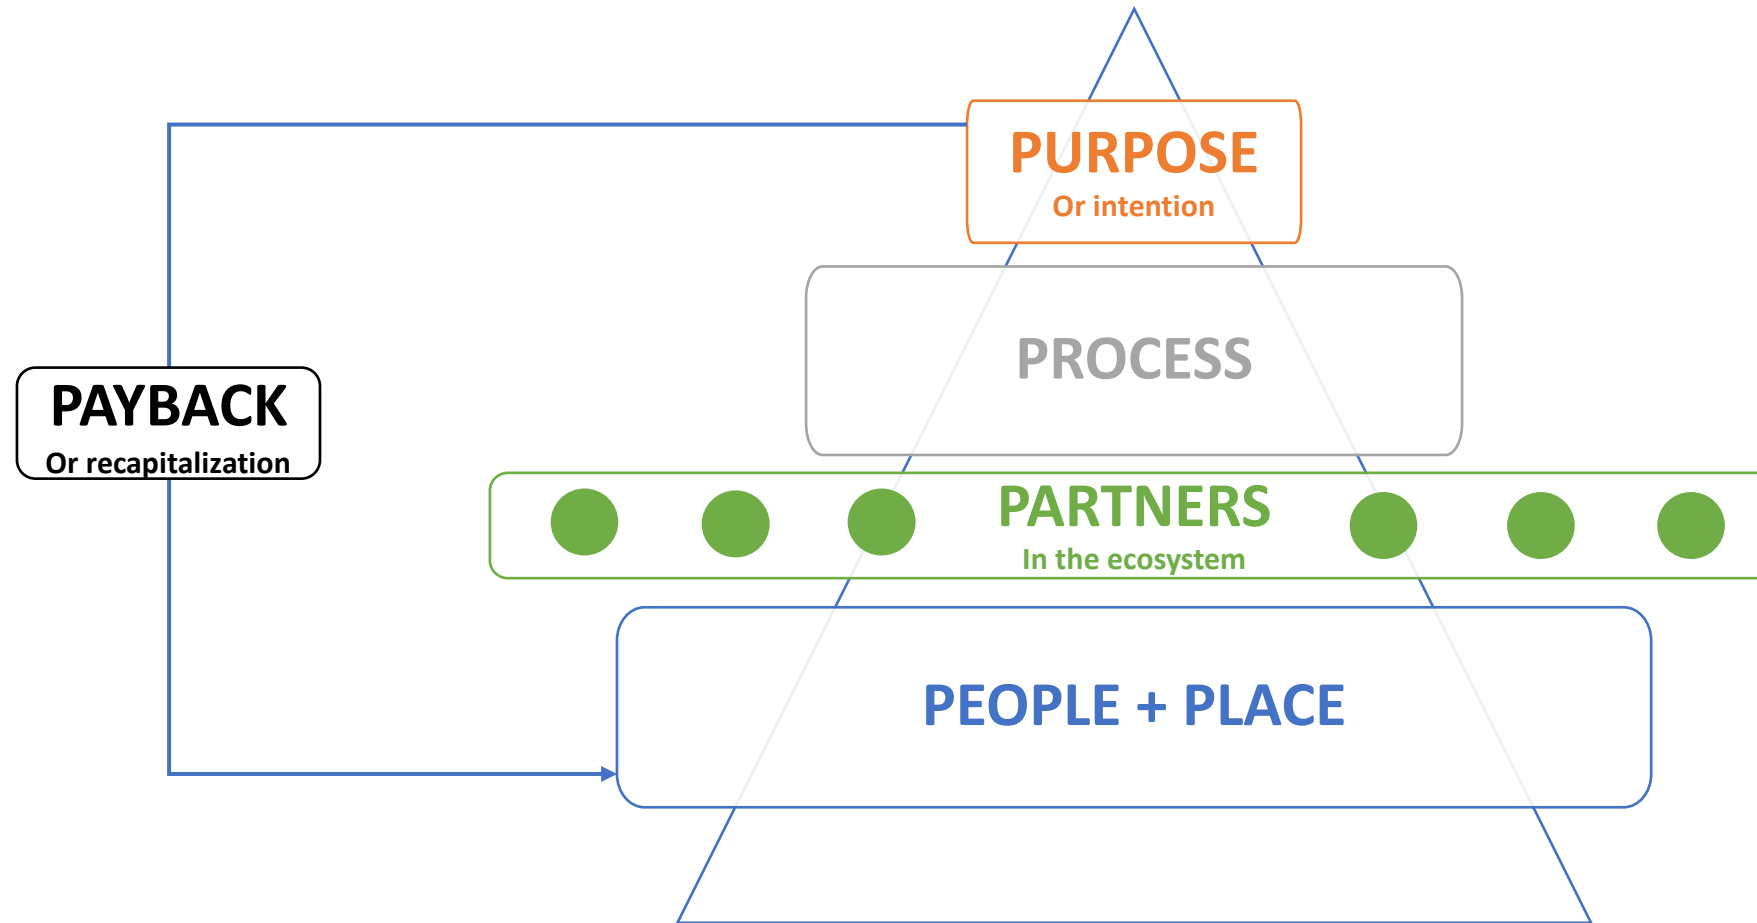 PURPOSE
Or intention
PROCESS
PAYBACK
Or recapitalization
PARTNERS
In the ecosystem
PEOPLE + PLACE